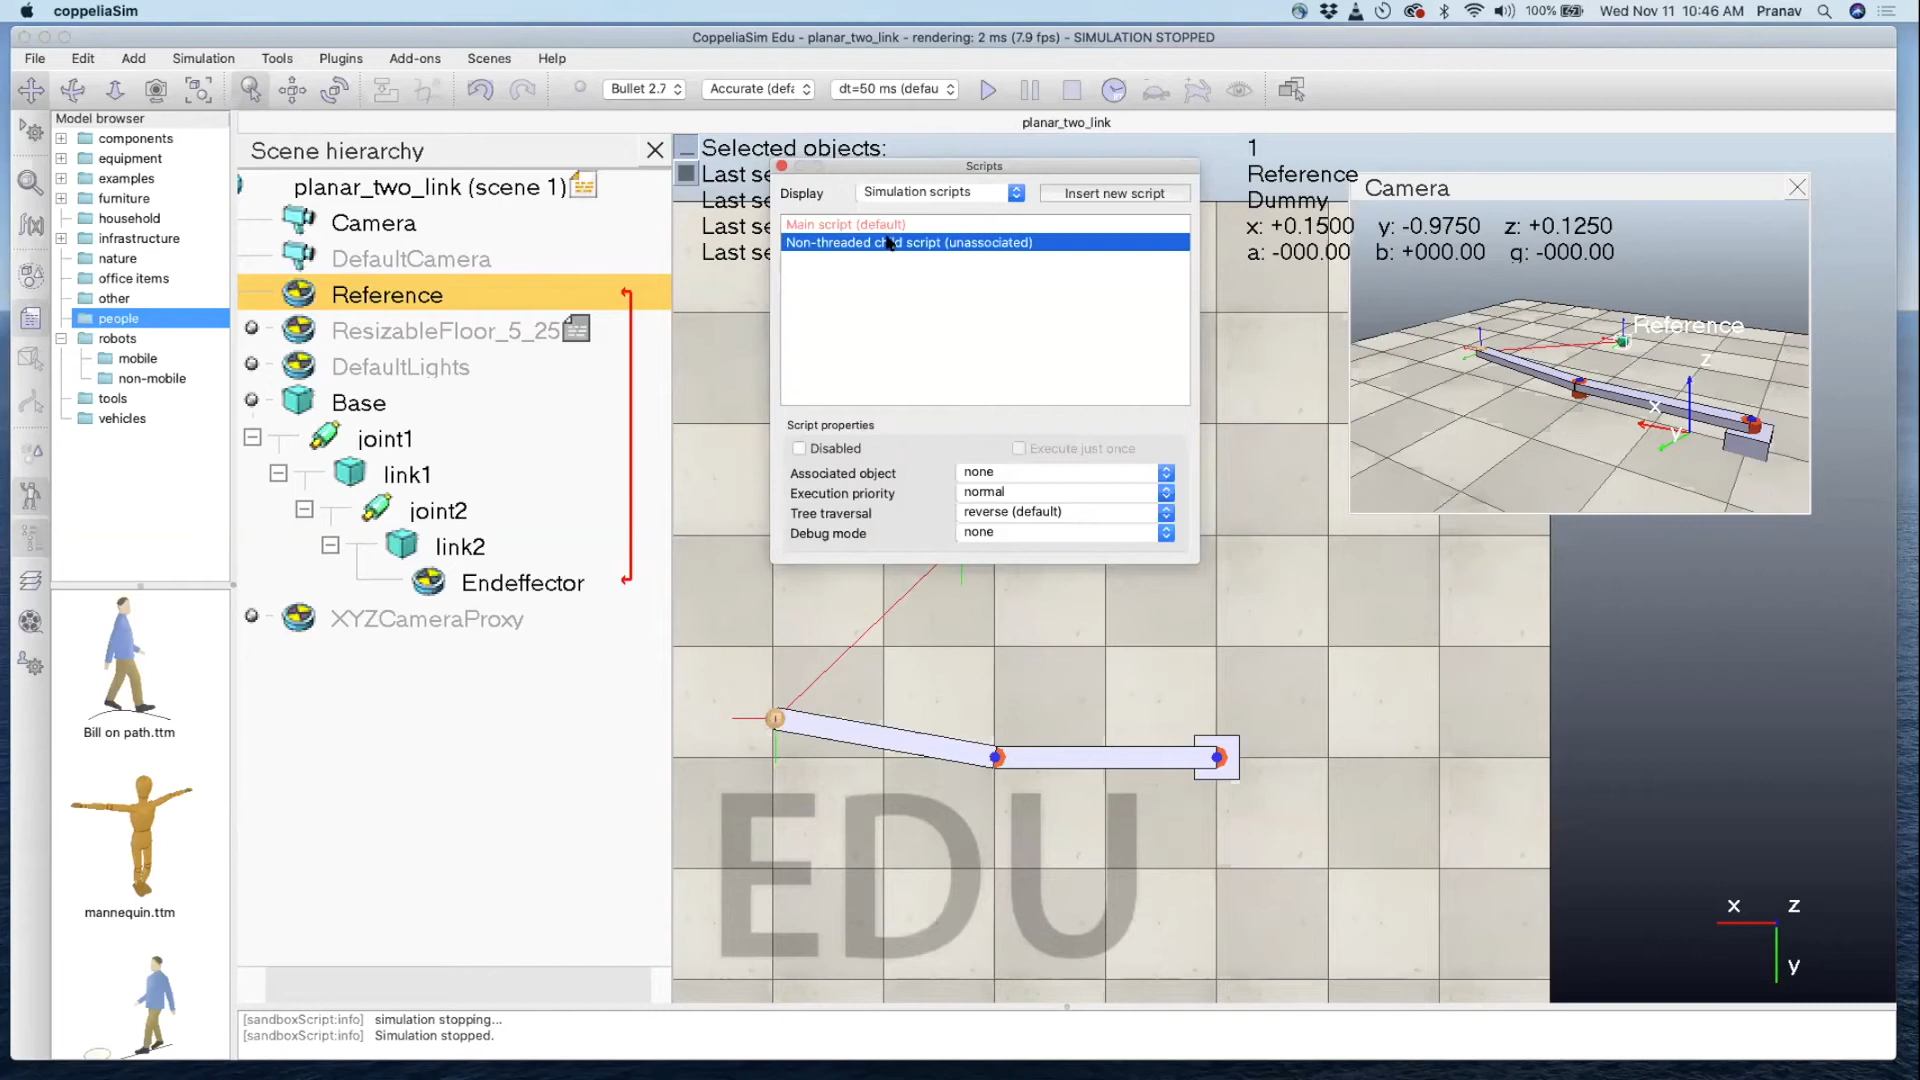 coppeliaSim
100%
Wed Nov 11 10:46 AM
Pranav
CoppeliaSim Edu - planar_two_link - rendering: 2 ms (7.9 fps) - SIMULATION STOPPED
File
Edit
Add
Simulation
Tools
Plugins
Add-ons
Scenes
Help
Bullet 2.7
Accurate (defa
dt=50 ms (defau
planar_two_link
Model browser
components
equipment
examples
furniture
household
infrastructure
nature
office items
other
people
robots
mobile
non-mobile
tools
vehicles
Bill on path.ttm
mannequin.ttm
Scene hierarchy
planar_two_link (scene 1)
Camera
DefaultCamera
Reference
ResizableFloor_5_25
DefaultLights
Base
joint1
link1
joint2
link2
Endeffector
XYZCameraProxy
Selected objects:
1
Last se
Reference
Last se
Dummy
Last se
x: +0.1500 y: -0.9750 z: +0.1250
Last se
a: -000.00 b: +000.00 g: -000.00
Scripts
Display
Simulation scripts
Insert new script
Main script (default)
Non-threaded child script (unassociated)
Script properties
Disabled
Execute just once
Associated object
none
Execution priority
normal
Tree traversal
reverse (default)
Debug mode
none
Camera
Reference
z
x
y
EDU
x
z
y
[sandboxScript:info] simulation stopping...
[sandboxScript:info] Simulation stopped.